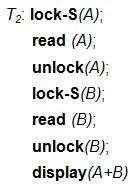 T2: lock-S(A);
read (A);
unlock(A);
lock-S(B);
read (B);
unlock(B);
display(A+B)